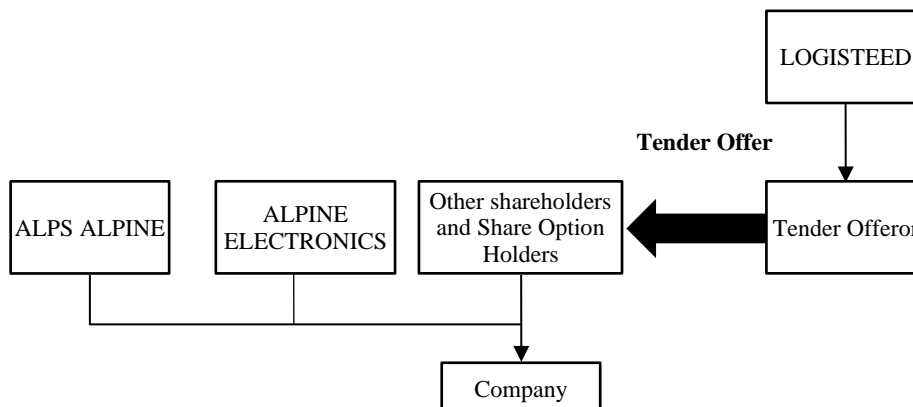 LOGISTEED
Tender Offer
ALPS ALPINE
ALPINE
ELECTRONICS
Other shareholders
and Share Option
Holders
Tender Offeror
Company